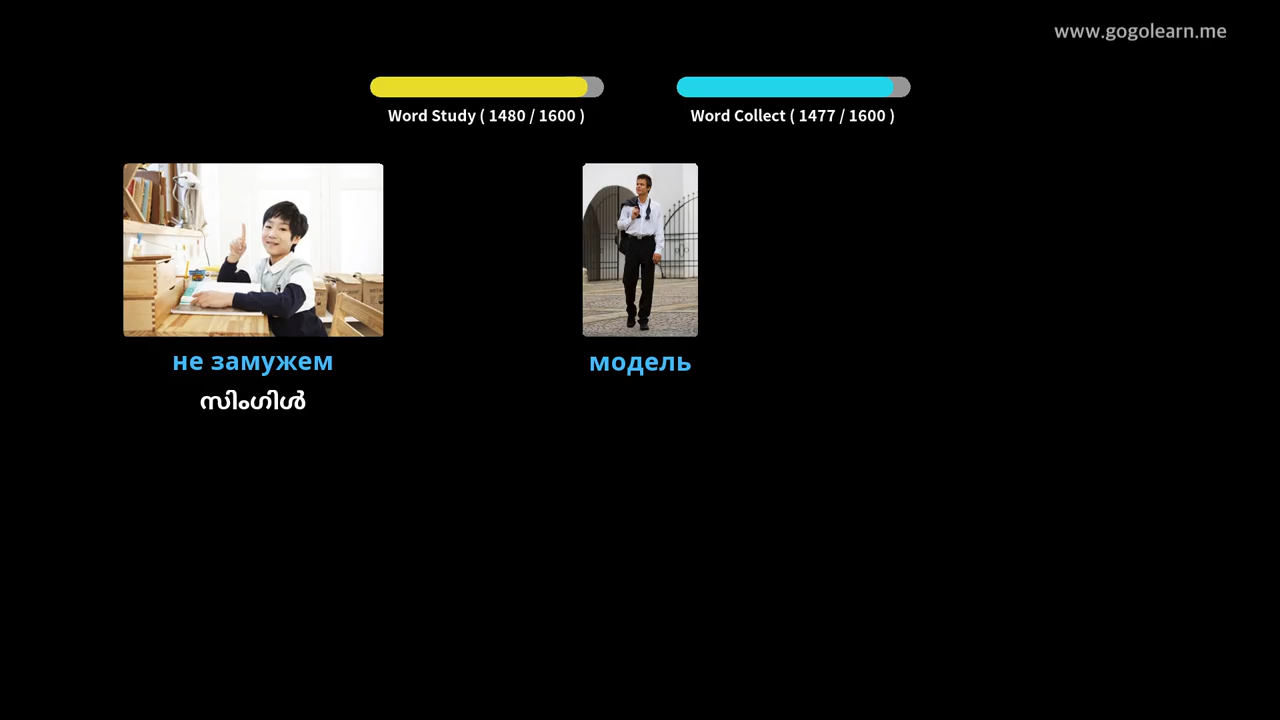 www.gogolearn.me
Word Study ( 1480 / 1600 )
Word Collect ( 1477 / 1600 )
не замужем
модель
സിംഗിൾ